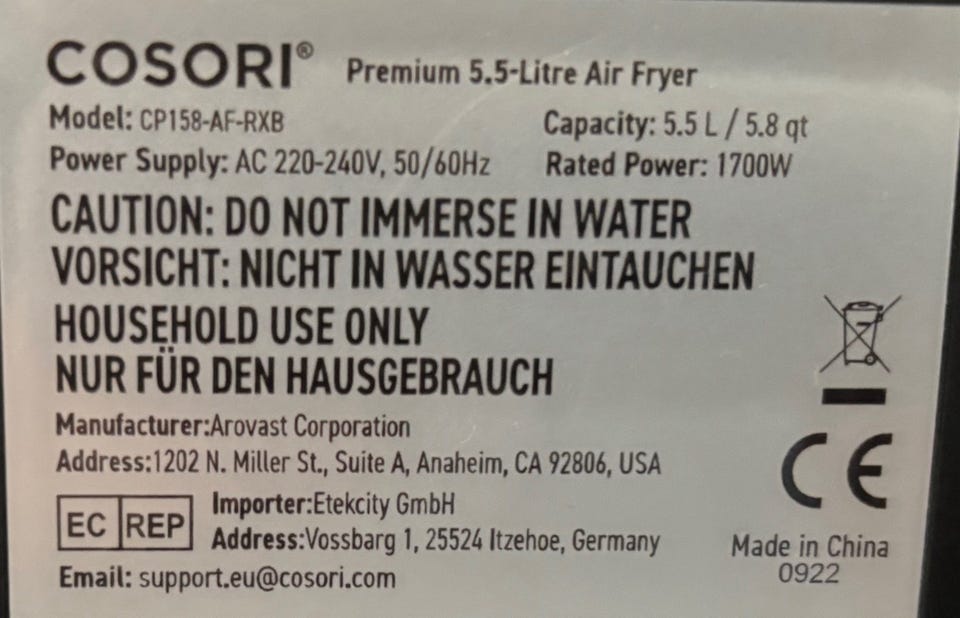 COSORI® Premium 5.5-Litre Air Fryer
Model: CP158-AF-RXB Capacity: 5.5 L / 5.8 qt
Power Supply: AC 220-240V, 50/60Hz Rated Power: 1700W
CAUTION: DO NOT IMMERSE IN WATER
VORSICHT: NICHT IN WASSER EINTAUCHEN
HOUSEHOLD USE ONLY
NUR FÜR DEN HAUSGEBRAUCH
Manufacturer:Arovast Corporation
Address:1202 N. Miller St., Suite A, Anaheim, CA 92806, USA
EC REP
Importer:Etekcity GmbH
Address:Vossbarg 1, 25524 Itzehoe, Germany
Email: support.eu@cosori.com
CE
Made in China
0922